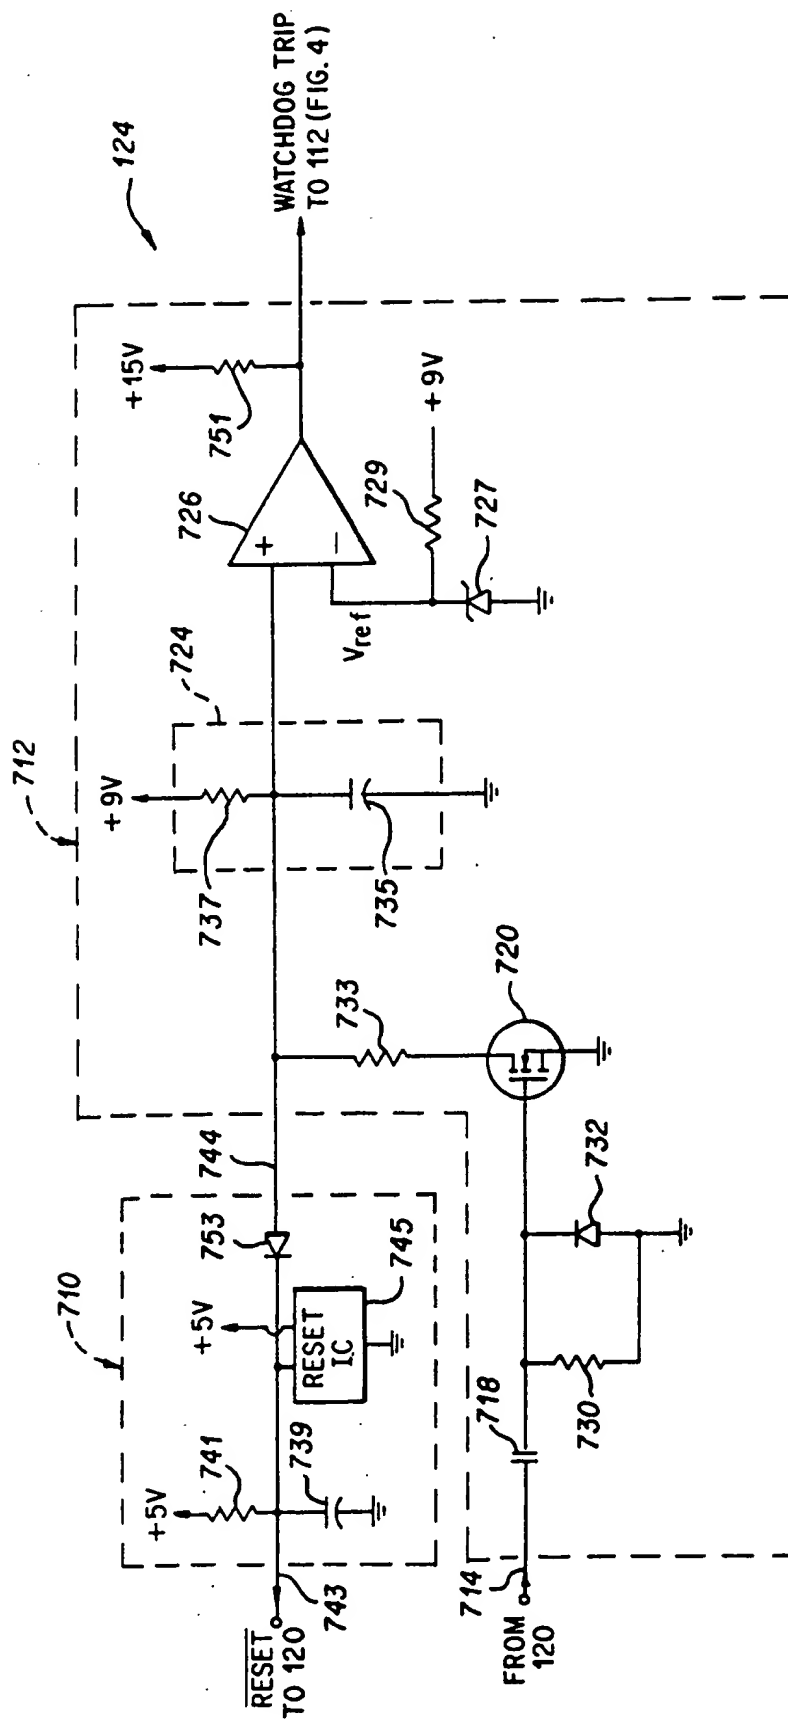 124
WATCHDOG TRIP
TO 112 (FIG. 4)
712
+15V
751
726
+
−
Vref
729
+9V
727
724
+9V
737
735
733
720
744
710
753
+5V
RESET
IC
745
+5V
741
739
743
RESET
TO 120
732
730
718
714
FROM
120